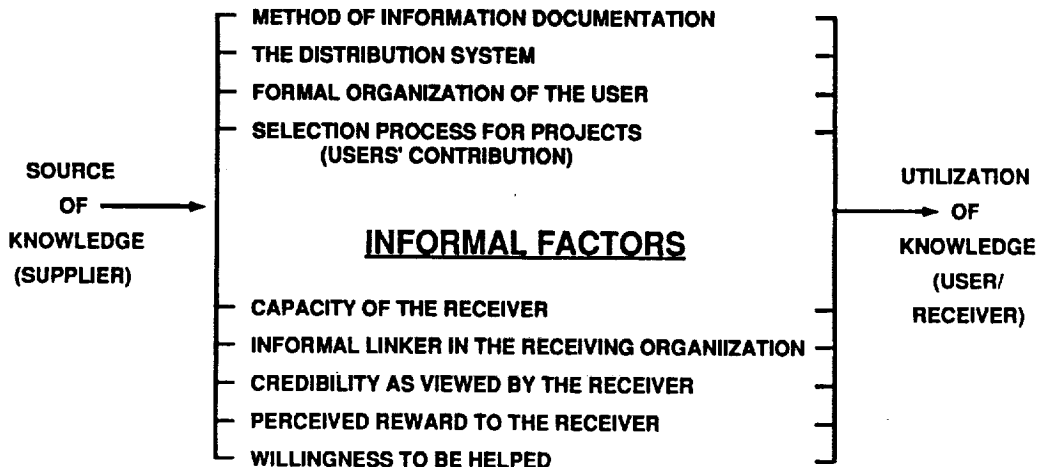 METHOD OF INFORMATION DOCUMENTATION
THE DISTRIBUTION SYSTEM
FORMAL ORGANIZATION OF THE USER
SELECTION PROCESS FOR PROJECTS
(USERS' CONTRIBUTION)
SOURCE
OF
KNOWLEDGE
(SUPPLIER)
INFORMAL FACTORS
UTILIZATION
OF
KNOWLEDGE
(USER/
RECEIVER)
CAPACITY OF THE RECEIVER
INFORMAL LINKER IN THE RECEIVING ORGANIIZATION
CREDIBILITY AS VIEWED BY THE RECEIVER
PERCEIVED REWARD TO THE RECEIVER
WILLINGNESS TO BE HELPED